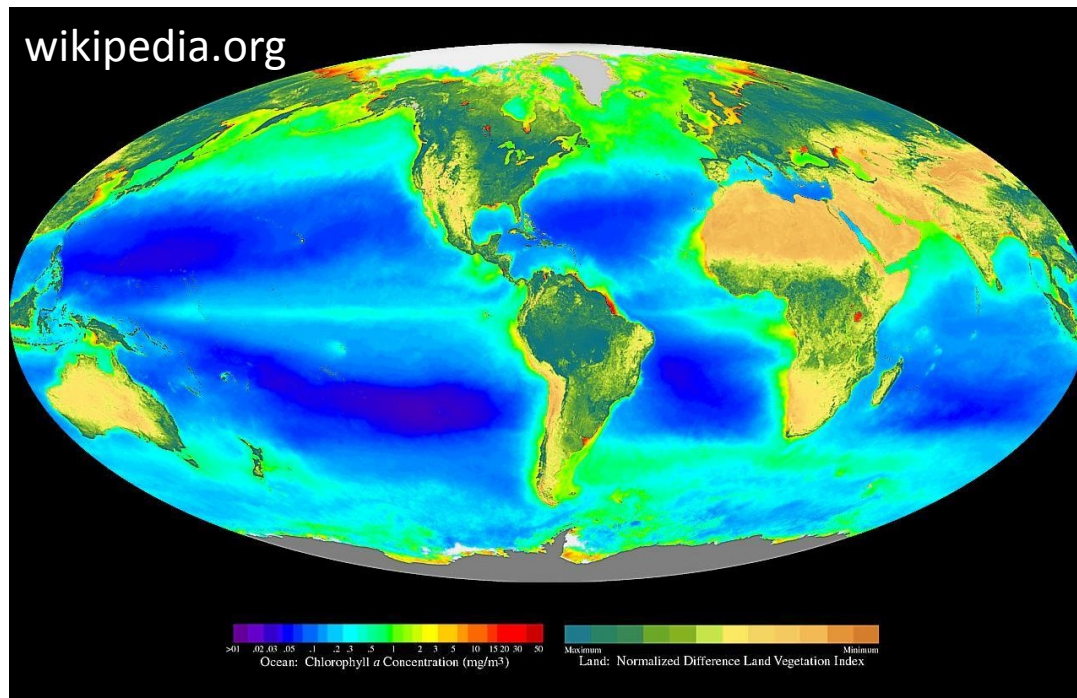 wikipedia.org
>01 .02.03 .05 .1 .2 .3 .5 1 2 3 5 10 15 20 30 50
Ocean: Chlorophyll a Concentration (mg/m³)
Maximum Minimum
Land: Normalized Difference Land Vegetation Index